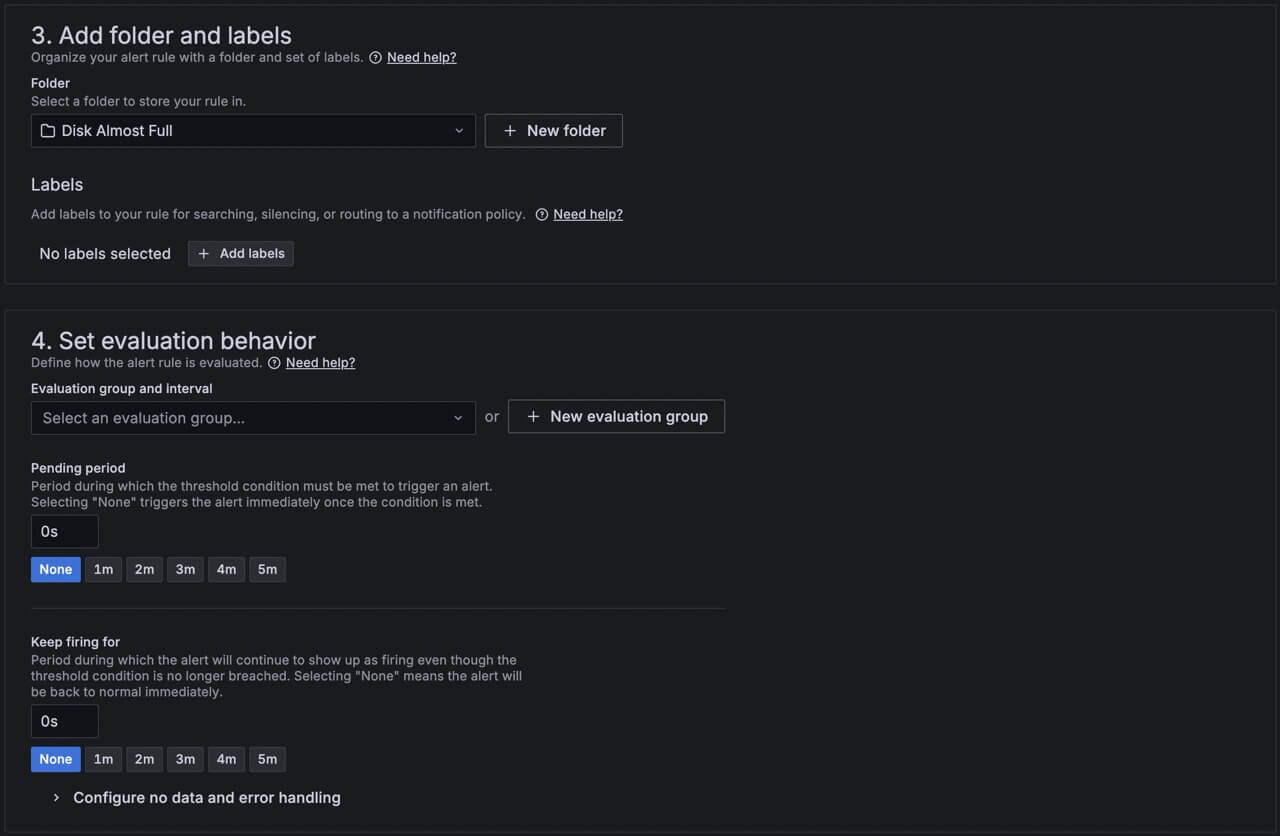 3. Add folder and labels
Organize your alert rule with a folder and set of labels. Need help?
Folder
Select a folder to store your rule in.
Disk Almost Full
+ New folder
Labels
Add labels to your rule for searching, silencing, or routing to a notification policy. Need help?
No labels selected + Add labels
4. Set evaluation behavior
Define how the alert rule is evaluated. Need help?
Evaluation group and interval
Select an evaluation group... or + New evaluation group
Pending period
Period during which the threshold condition must be met to trigger an alert.
Selecting "None" triggers the alert immediately once the condition is met.
0s
None 1m 2m 3m 4m 5m
Keep firing for
Period during which the alert will continue to show up as firing even though the
threshold condition is no longer breached. Selecting "None" means the alert will
be back to normal immediately.
0s
None 1m 2m 3m 4m 5m
Configure no data and error handling